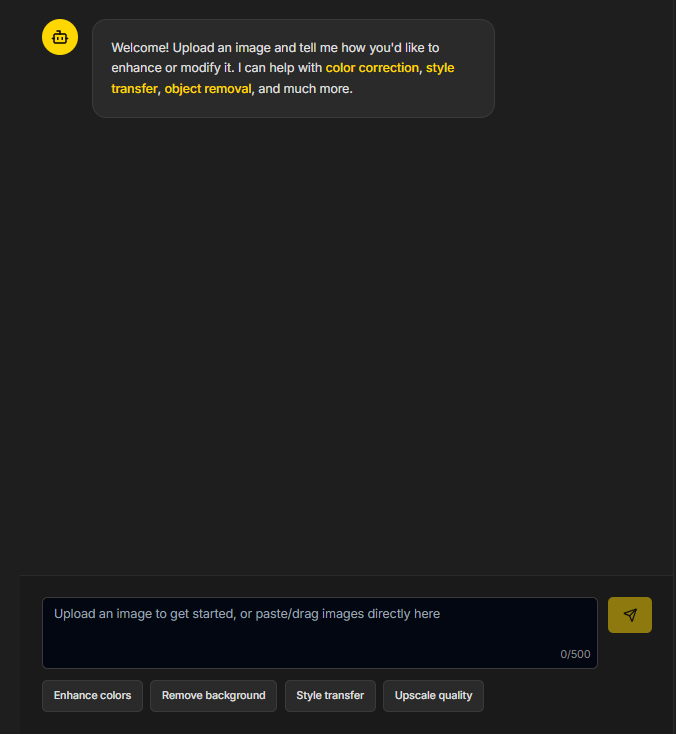 Welcome! Upload an image and tell me how you'd like to
enhance or modify it. I can help with color correction, style
transfer, object removal, and much more.
Upload an image to get started, or paste/drag images directly here
0/500
Enhance colors
Remove background
Style transfer
Upscale quality